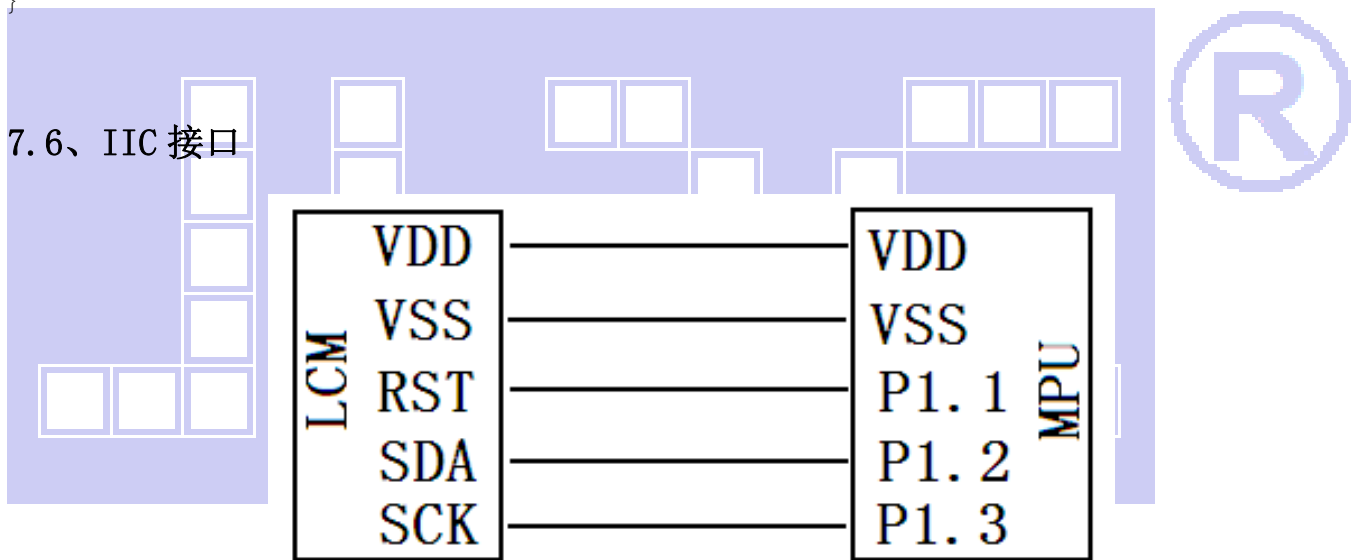 }
®
7.6、IIC 接口
VDD VDD
VSS VSS
LCM MPU
RST P1.1
SDA P1.2
SCK P1.3